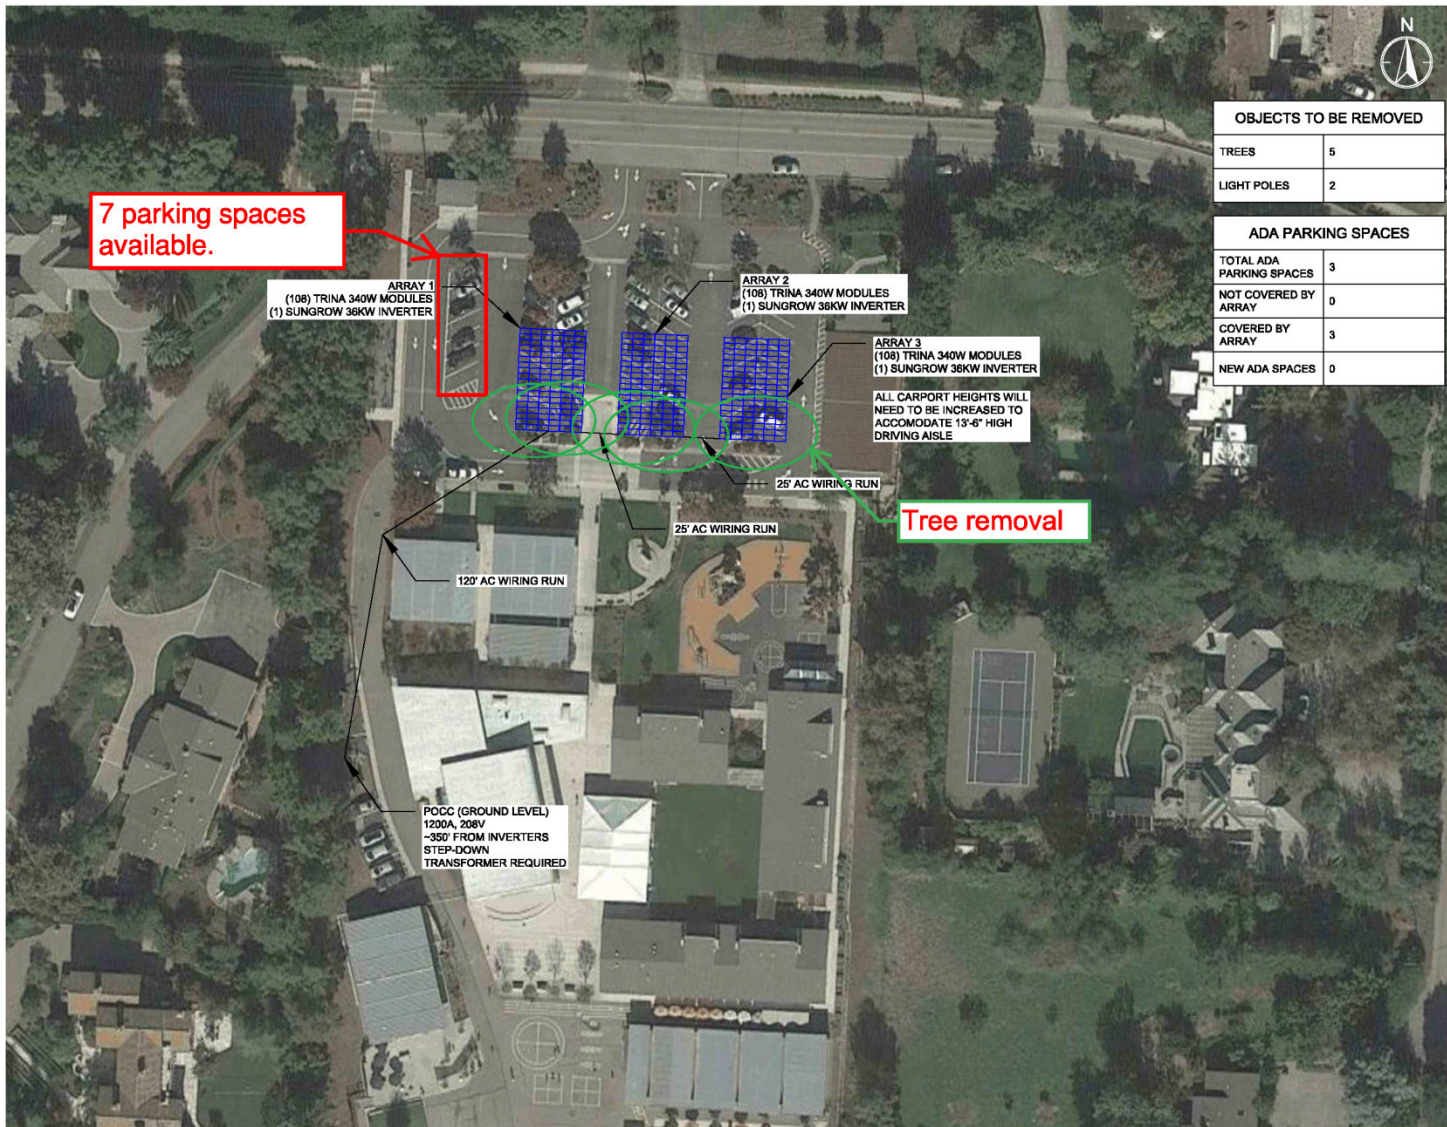 N
OBJECTS TO BE REMOVED
TREES 5
LIGHT POLES 2
7 parking spaces
available.
ADA PARKING SPACES
TOTAL ADA
PARKING SPACES 3
NOT COVERED BY
ARRAY 0
COVERED BY
ARRAY 3
NEW ADA SPACES 0
ARRAY 1
(108) TRINA 340W MODULES
(1) SUNGROW 36KW INVERTER
ARRAY 2
(108) TRINA 340W MODULES
(1) SUNGROW 36KW INVERTER
ARRAY 3
(108) TRINA 340W MODULES
(1) SUNGROW 36KW INVERTER
ALL CARPORT HEIGHTS WILL
NEED TO BE INCREASED TO
ACCOMODATE 13'-6" HIGH
DRIVING AISLE
25' AC WIRING RUN
Tree removal
25' AC WIRING RUN
120' AC WIRING RUN
POCC (GROUND LEVEL)
1200A, 208V
~350' FROM INVERTERS
STEP-DOWN
TRANSFORMER REQUIRED